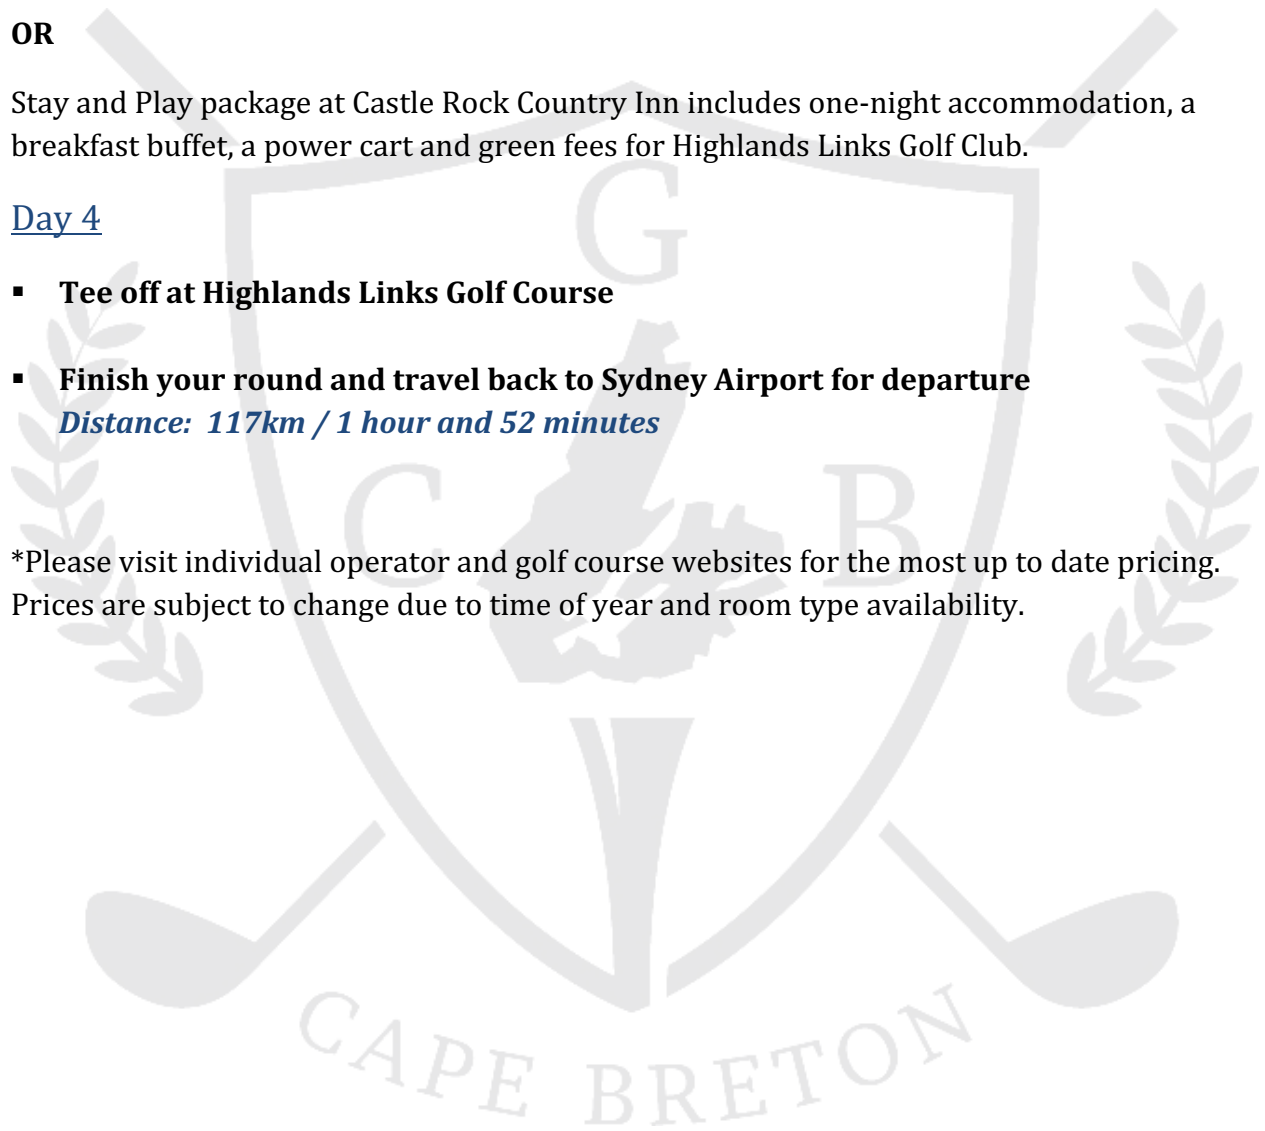 OR
Stay and Play package at Castle Rock Country Inn includes one-night accommodation, a
breakfast buffet, a power cart and green fees for Highlands Links Golf Club.
Day 4
▪ Tee off at Highlands Links Golf Course
▪ Finish your round and travel back to Sydney Airport for departure
Distance:  117km / 1 hour and 52 minutes
*Please visit individual operator and golf course websites for the most up to date pricing.
Prices are subject to change due to time of year and room type availability.
G
C B
CAPE BRETON